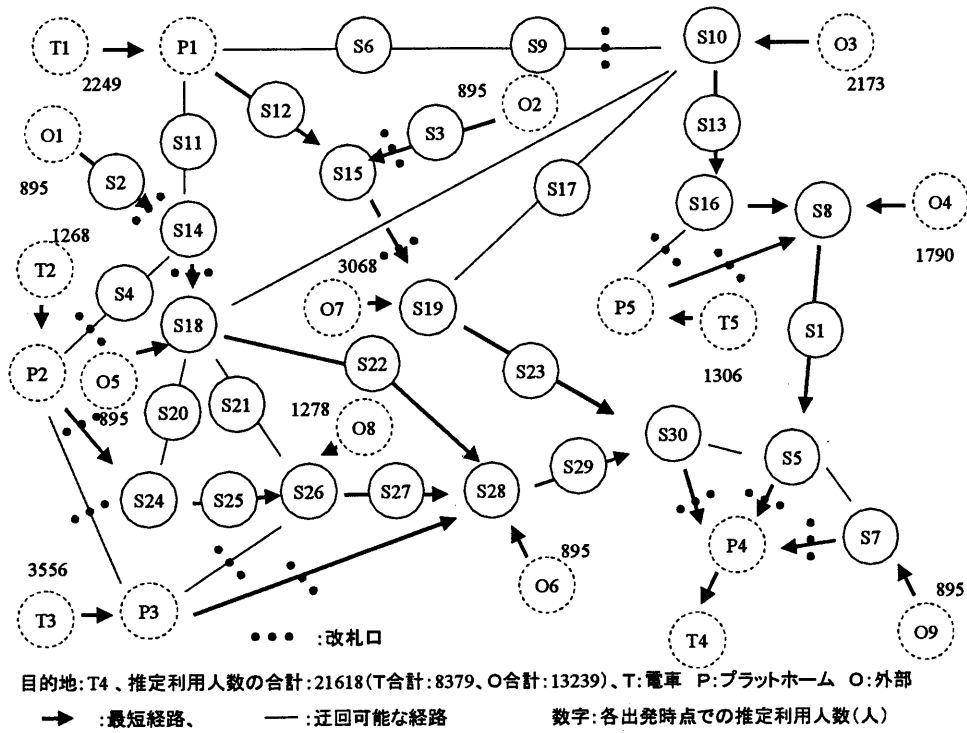 T1
P1
S6
S9
S10
O3
2249
2173
S12
895
O2
O1
S11
S3
S13
895
S2
S15
S17
S16
S8
O4
1790
S14
1268
T2
S4
3068
O7
S19
P5
T5
1306
S1
S18
P2
O5
895
S22
S23
S20
S21
1278
O8
S30
S5
S24
S25
S26
S27
S28
S29
P4
S7
3556
T3
P3
O6
895
T4
895
O9
:改札口
目的地:T4 、推定利用人数の合計:21618(T合計:8379、O合計:13239)、T:電車 P:プラットホーム O:外部
:最短経路、 :迂回可能な経路 数字:各出発時点での推定利用人数(人)